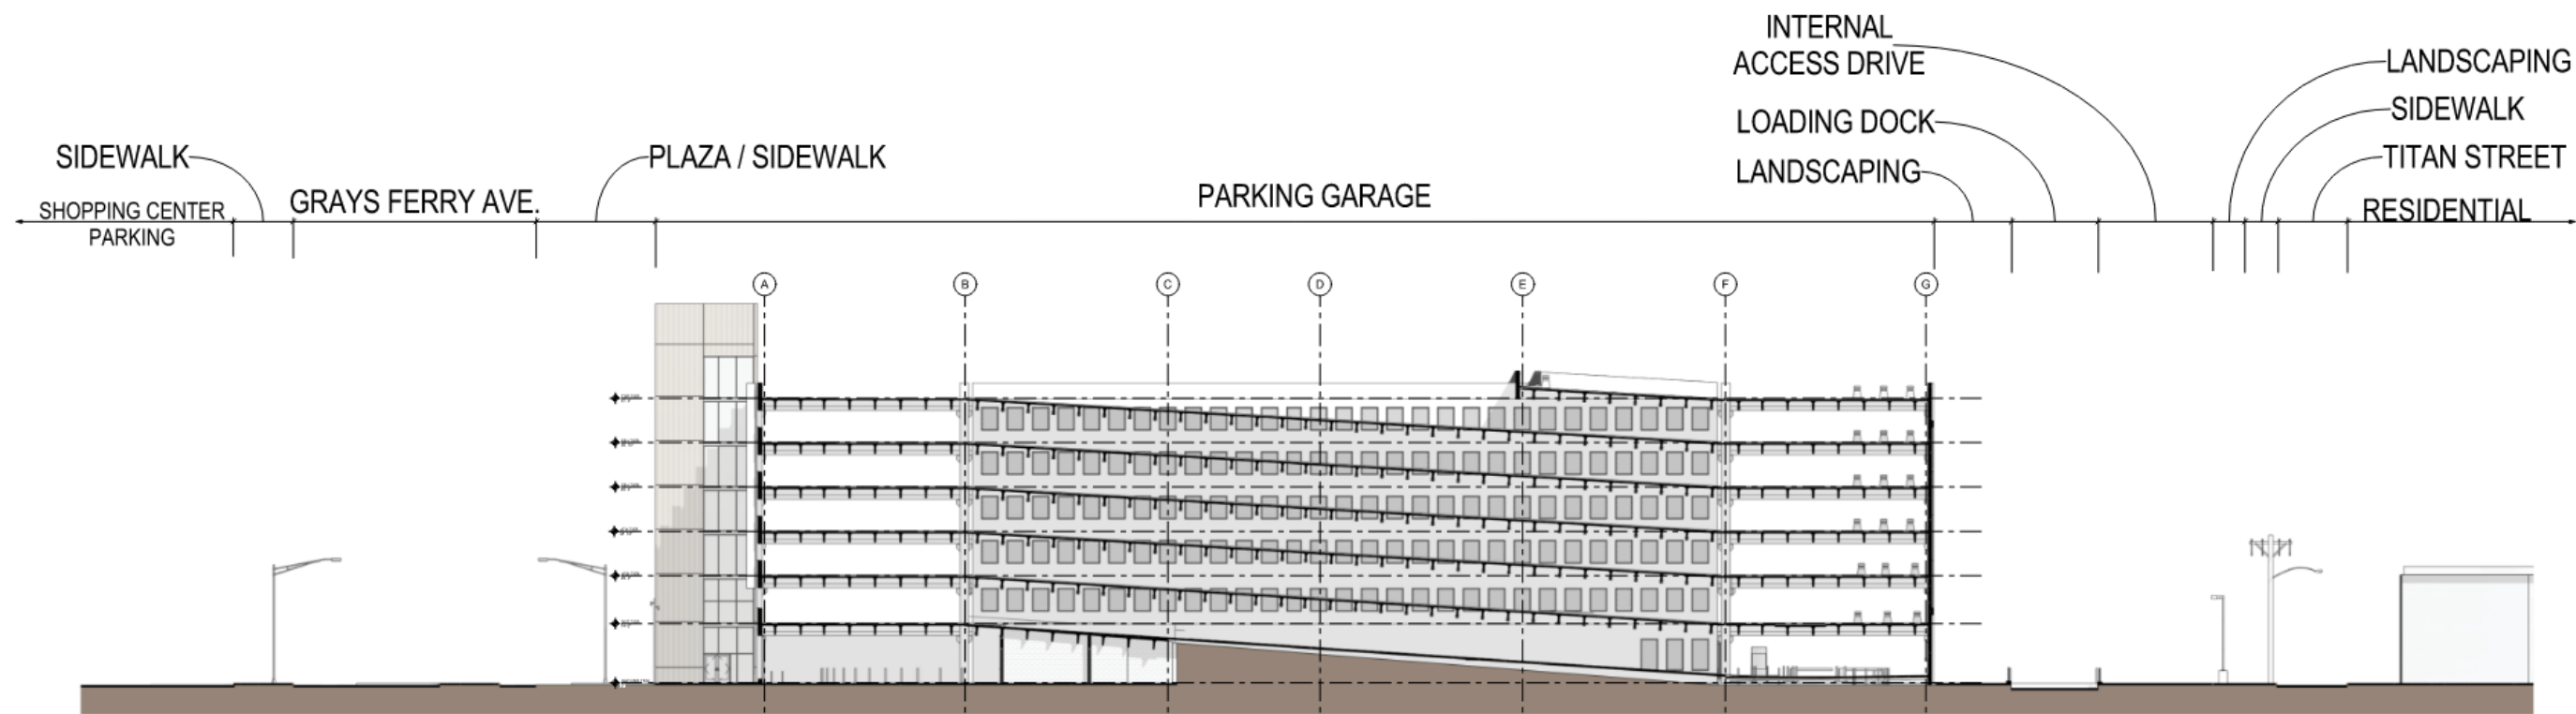 INTERNAL
ACCESS DRIVE
LANDSCAPING
SIDEWALK
LOADING DOCK
SIDEWALK
PLAZA / SIDEWALK
TITAN STREET
LANDSCAPING
GRAYS FERRY AVE.
PARKING GARAGE
SHOPPING CENTER
PARKING
RESIDENTIAL
A
B
C
D
E
F
G